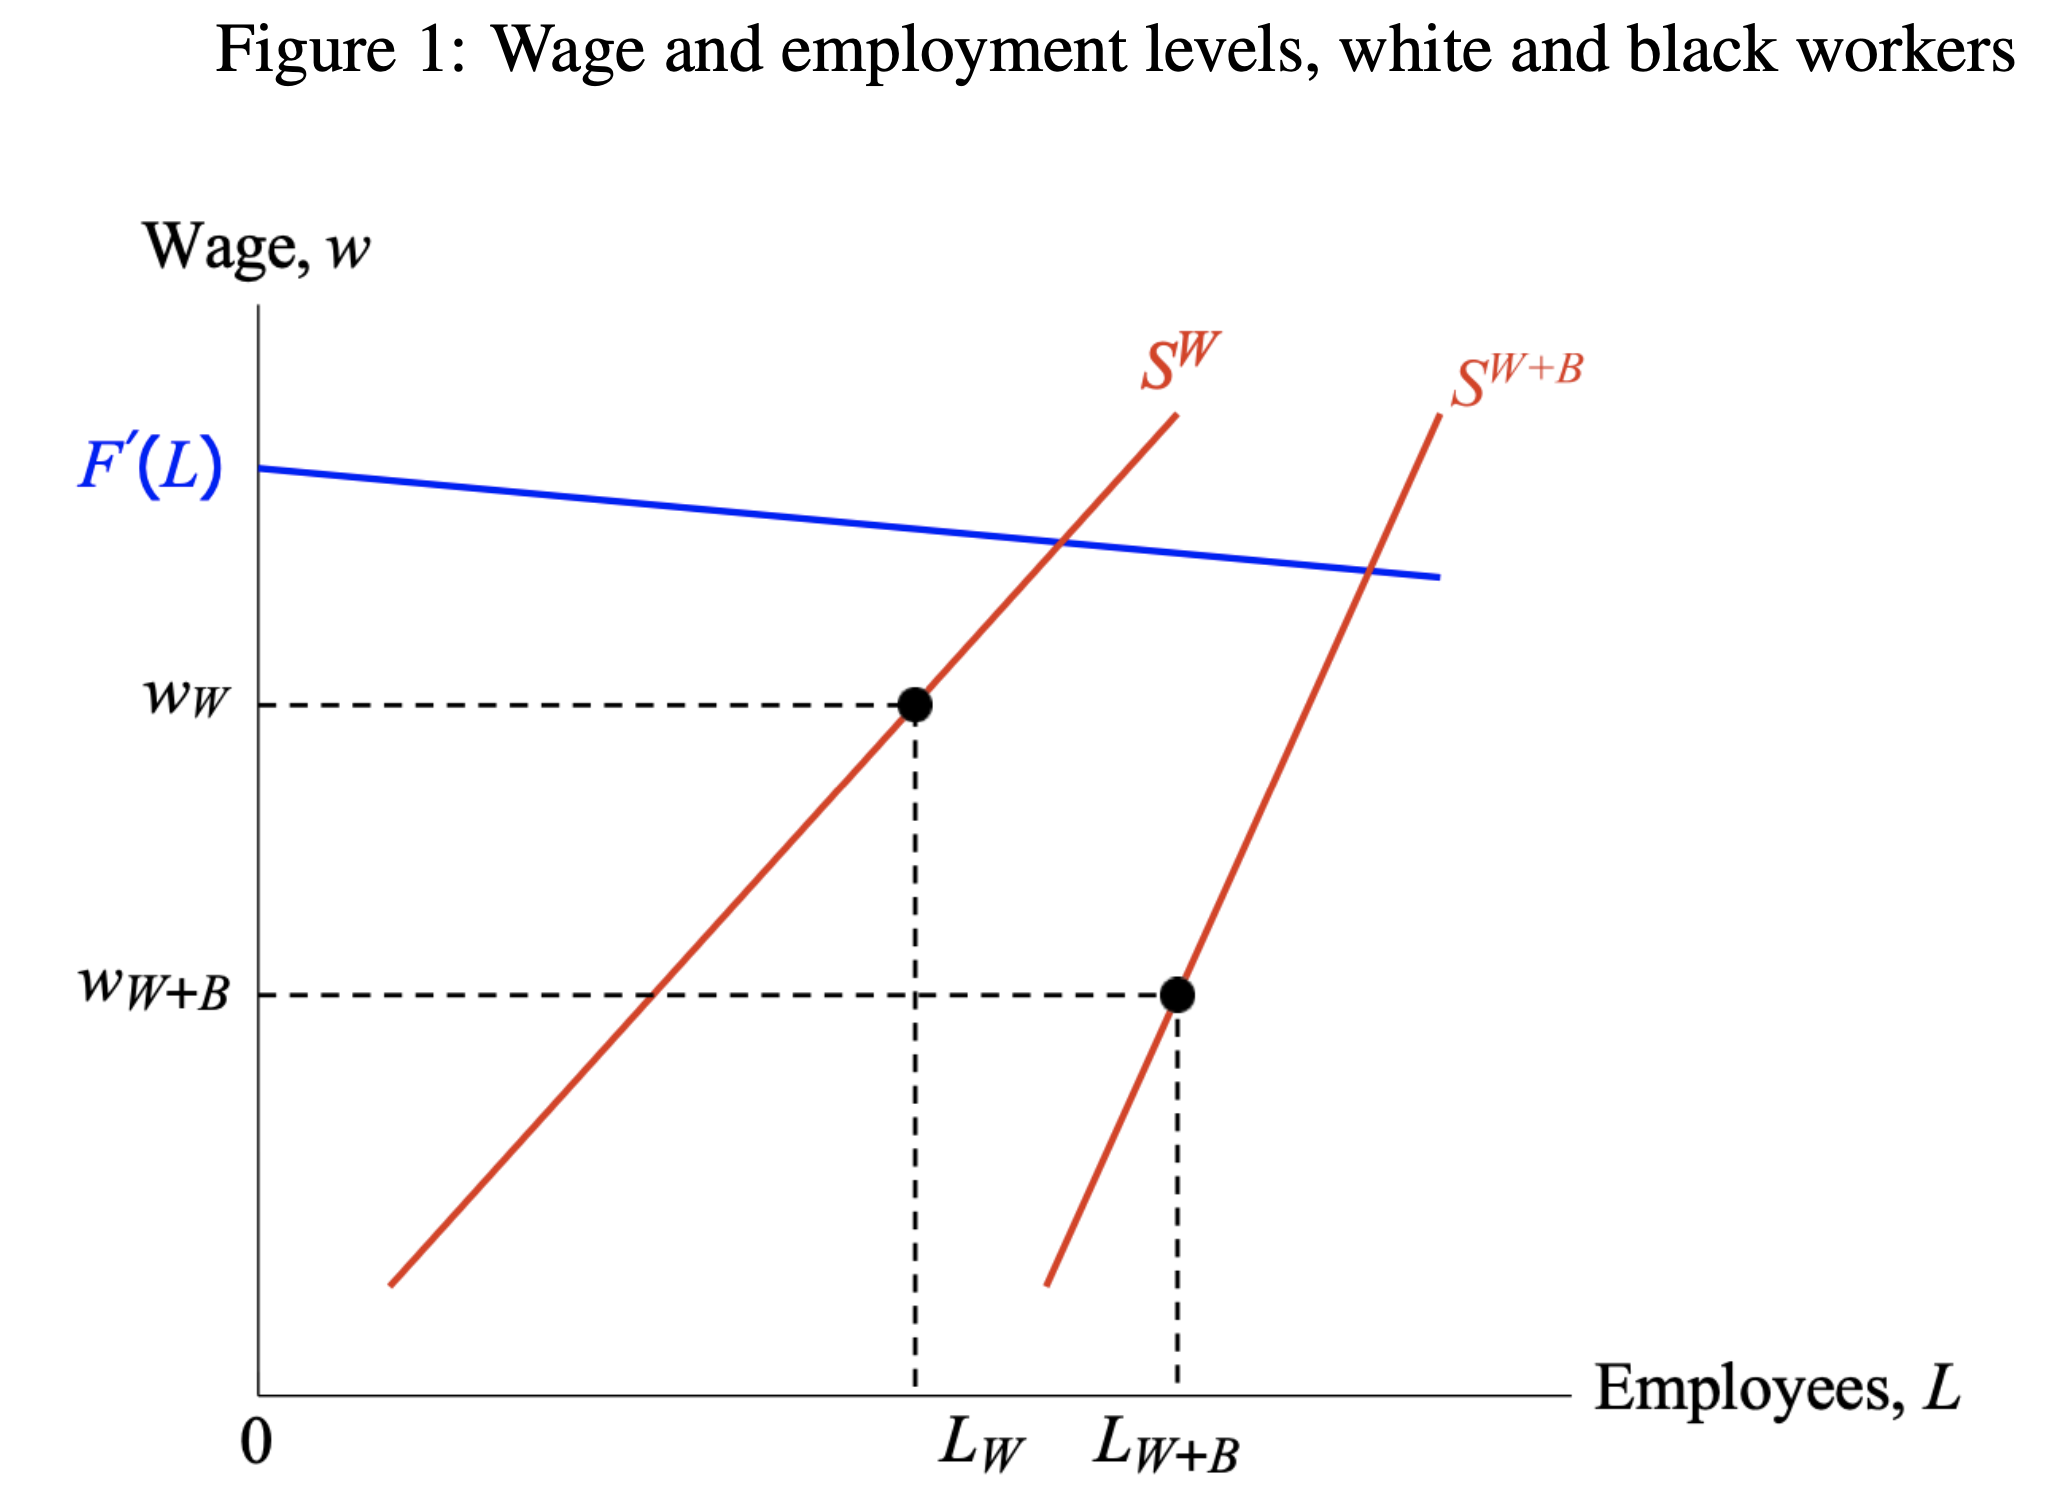 Figure 1: Wage and employment levels, white and black workers
Wage, w
S^W
S^{W+B}
F′(L)
w_W
w_{W+B}
Employees, L
0
L_W
L_{W+B}